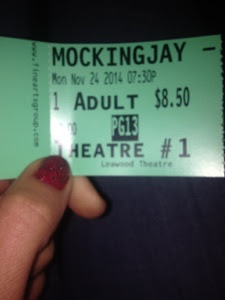 www.fineartsgroup.com
MOCKINGJAY -
Mon Nov 24 2014 07:30P
1 ADULT $8.50
PG13
THEATRE #1
Leawood Theatre